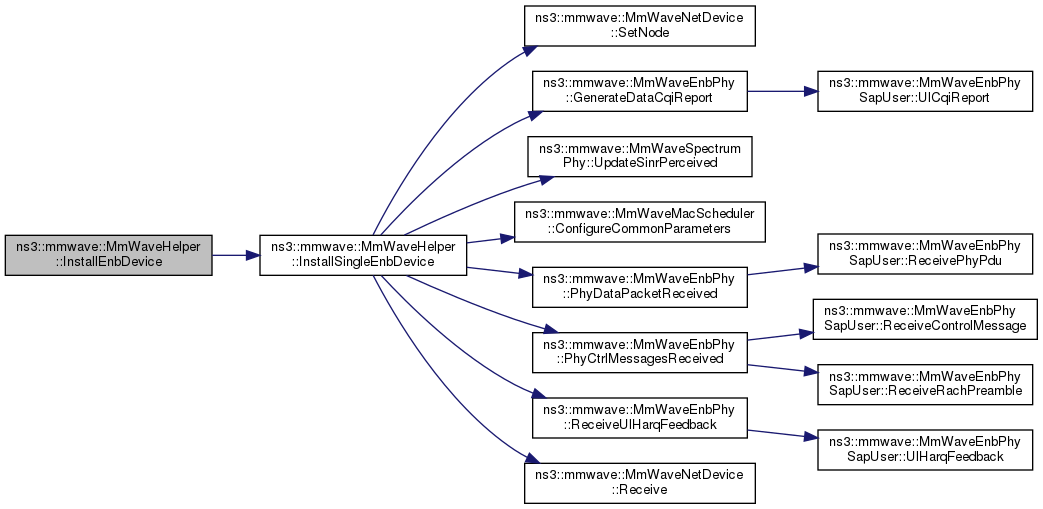 ns3::mmwave::MmWaveHelper
::InstallEnbDevice
ns3::mmwave::MmWaveHelper
::InstallSingleEnbDevice
ns3::mmwave::MmWaveNetDevice
::SetNode
ns3::mmwave::MmWaveEnbPhy
::GenerateDataCqiReport
ns3::mmwave::MmWaveSpectrum
Phy::UpdateSinrPerceived
ns3::mmwave::MmWaveMacScheduler
::ConfigureCommonParameters
ns3::mmwave::MmWaveEnbPhy
::PhyDataPacketReceived
ns3::mmwave::MmWaveEnbPhy
::PhyCtrlMessagesReceived
ns3::mmwave::MmWaveEnbPhy
::ReceiveUlHarqFeedback
ns3::mmwave::MmWaveNetDevice
::Receive
ns3::mmwave::MmWaveEnbPhy
SapUser::UlCqiReport
ns3::mmwave::MmWaveEnbPhy
SapUser::ReceivePhyPdu
ns3::mmwave::MmWaveEnbPhy
SapUser::ReceiveControlMessage
ns3::mmwave::MmWaveEnbPhy
SapUser::ReceiveRachPreamble
ns3::mmwave::MmWaveEnbPhy
SapUser::UlHarqFeedback